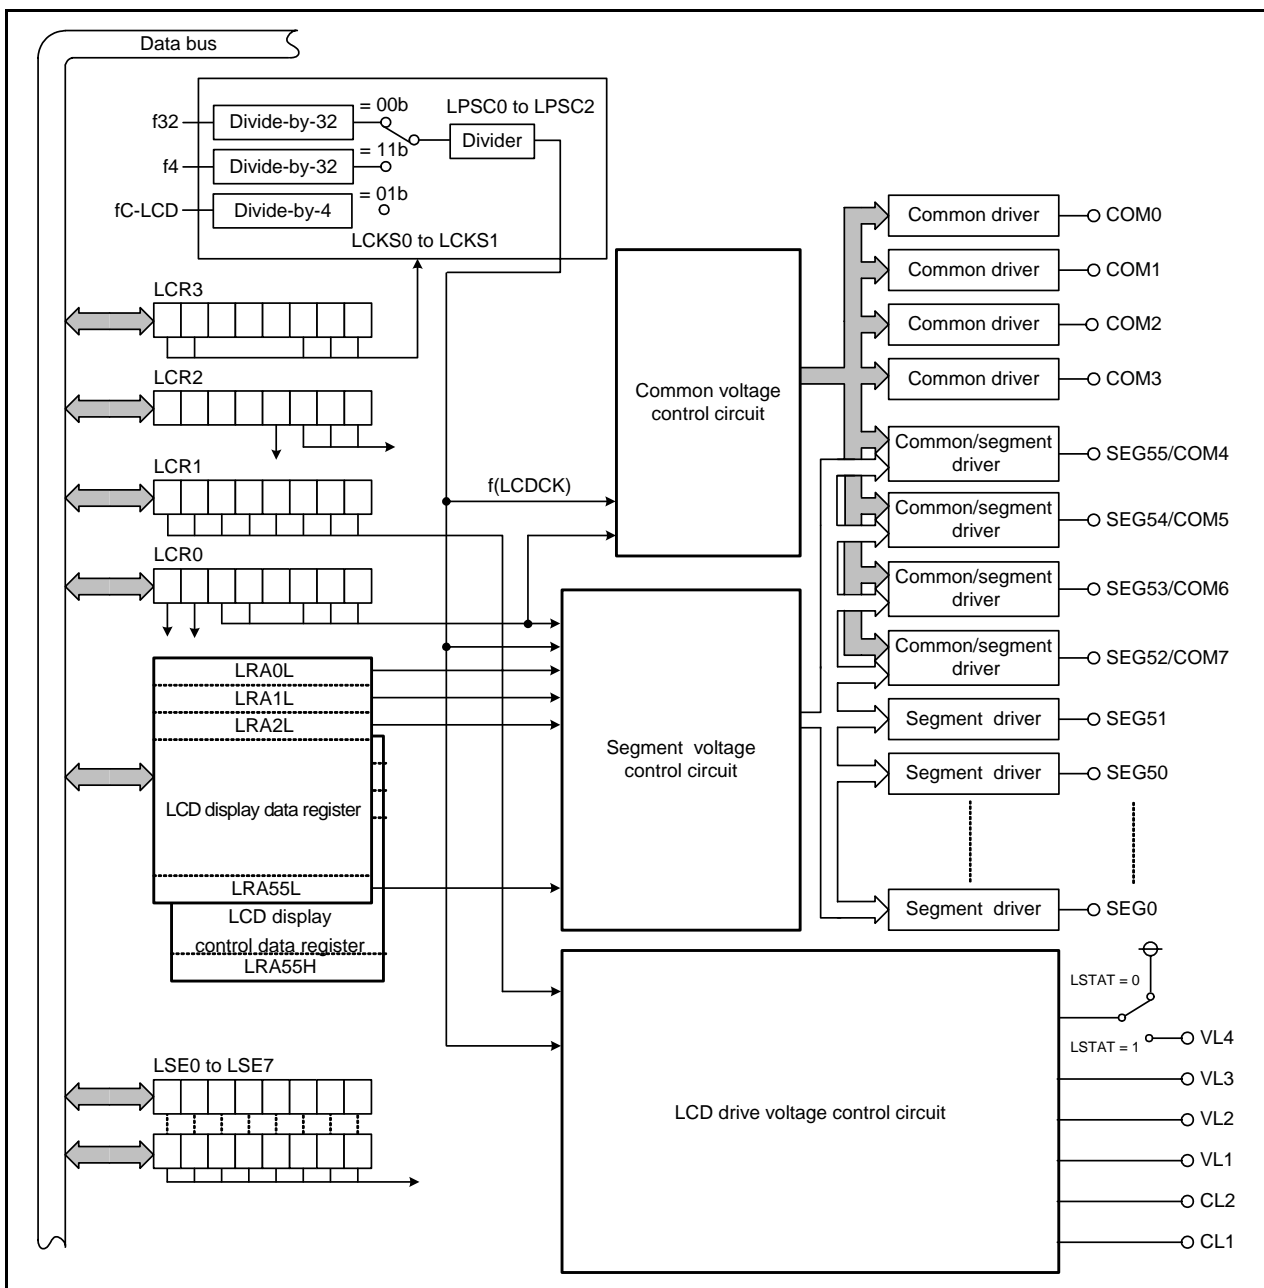 Data bus
f32
Divide-by-32
= 00b
LPSC0 to LPSC2
Divider
f4
Divide-by-32
= 11b
fC-LCD
Divide-by-4
= 01b
LCKS0 to LCKS1
LCR3
LCR2
LCR1
LCR0
f(LCDCK)
LRA0L
LRA1L
LRA2L
LCD display data register
LRA55L
LCD display
control data register
LRA55H
LSE0 to LSE7
Common voltage
control circuit
Segment voltage
control circuit
LCD drive voltage control circuit
Common driver
COM0
Common driver
COM1
Common driver
COM2
Common driver
COM3
Common/segment
driver
SEG55/COM4
Common/segment
driver
SEG54/COM5
Common/segment
driver
SEG53/COM6
Common/segment
driver
SEG52/COM7
Segment driver
SEG51
Segment driver
SEG50
Segment driver
SEG0
LSTAT = 0
LSTAT = 1
VL4
VL3
VL2
VL1
CL2
CL1